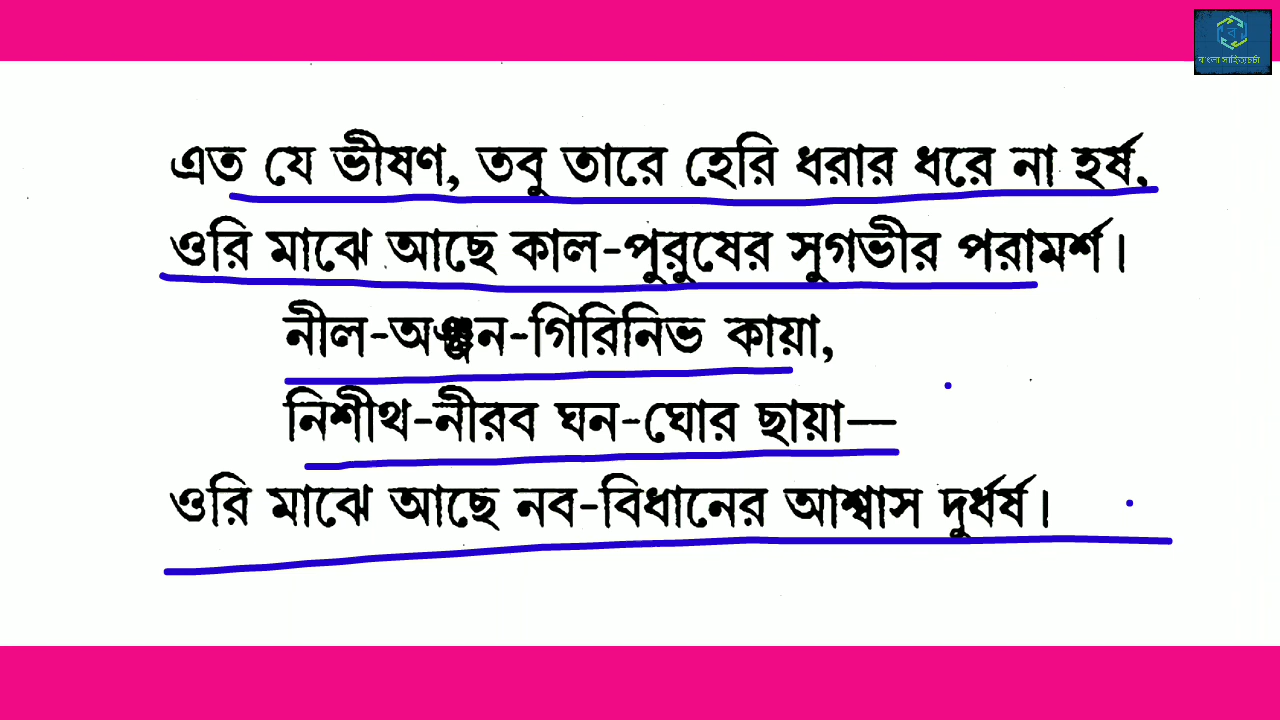 বাংলা সাহিত্যচর্চা
এত যে ভীষণ, তবু তারে হেরি ধরার ধরে না হর্ষ,
ওরি মাঝে আছে কাল-পুরুষের সুগভীর পরামর্শ।
নীল-অঞ্জন-গিরিনিভ কায়া,
নিশীথ-নীরব ঘন-ঘোর ছায়া—
ওরি মাঝে আছে নব-বিধানের আশ্বাস দুর্ধর্ষ।